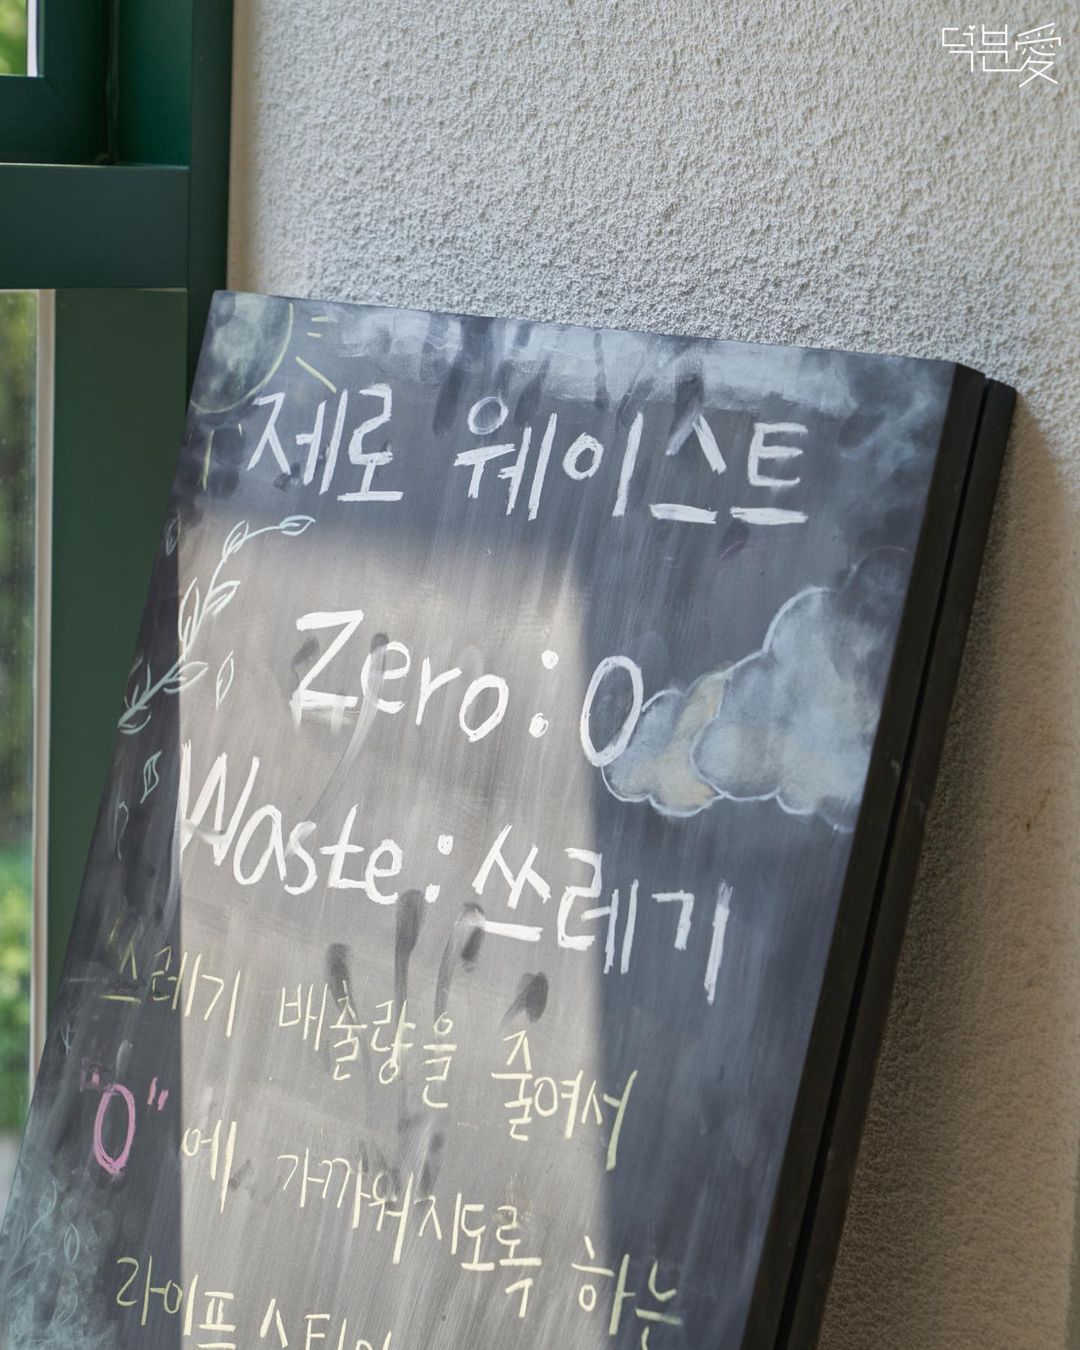 덕분愛
제로 웨이스트
Zero : 0
Waste : 쓰레기
쓰레기 배출량을 줄여서
"0" 에 가까워지도록 하는
라이프스타일